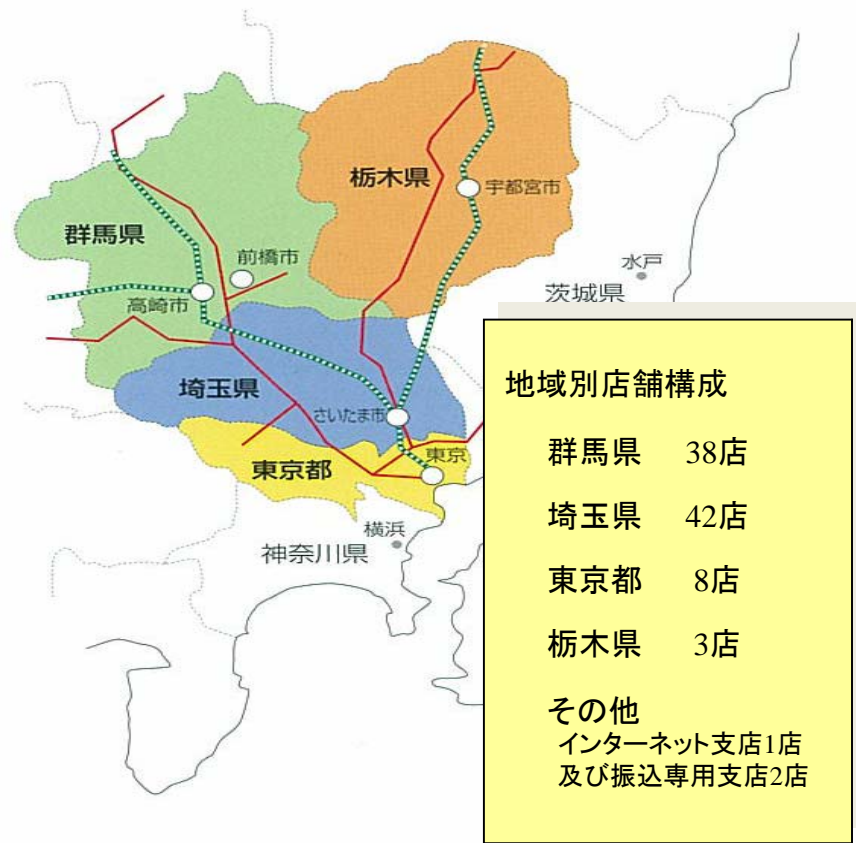 栃木県
宇都宮市
群馬県
前橋市
水戸
高崎市
茨城県
埼玉県
さいたま市
東京
東京都
横浜
神奈川県
地域別店舗構成
群馬県 38店
埼玉県 42店
東京都 8店
栃木県 3店
その他
インターネット支店1店
及び振込専用支店2店